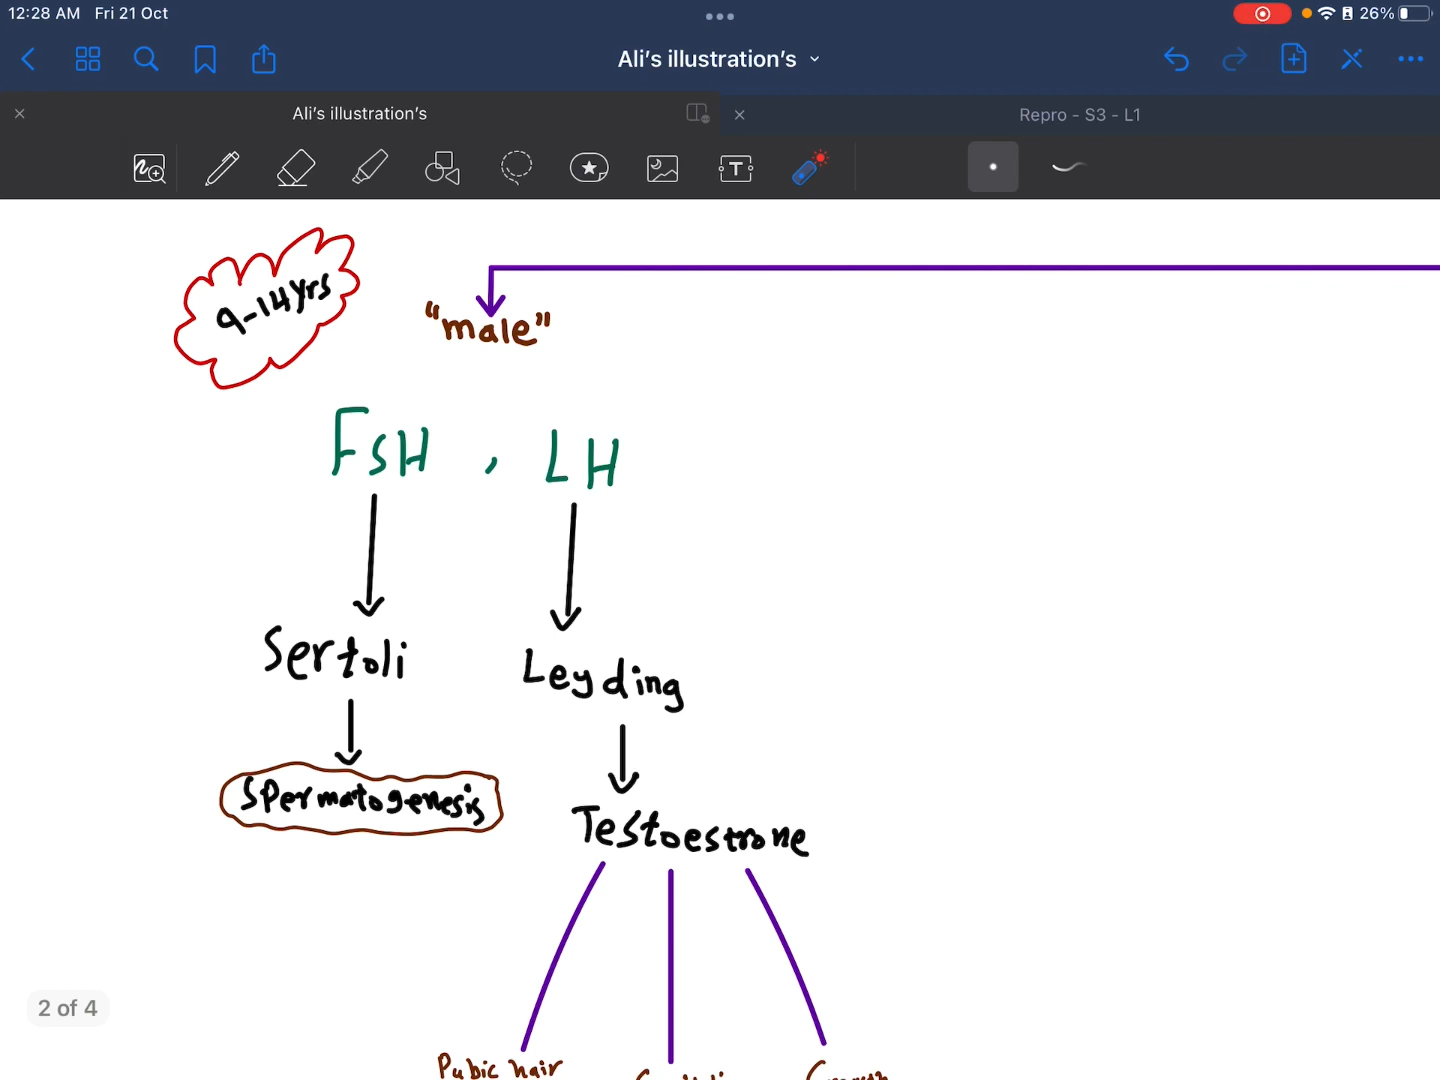 12:28 AM Fri 21 Oct
26%
Ali's illustration's
Ali's illustration's
Repro - S3 - L1
T
9-14yrs
"male"
FSH , LH
Sertoli
Leyding
Spermatogenesis
Testoestrone
2 of 4
Pubic hair
Growth